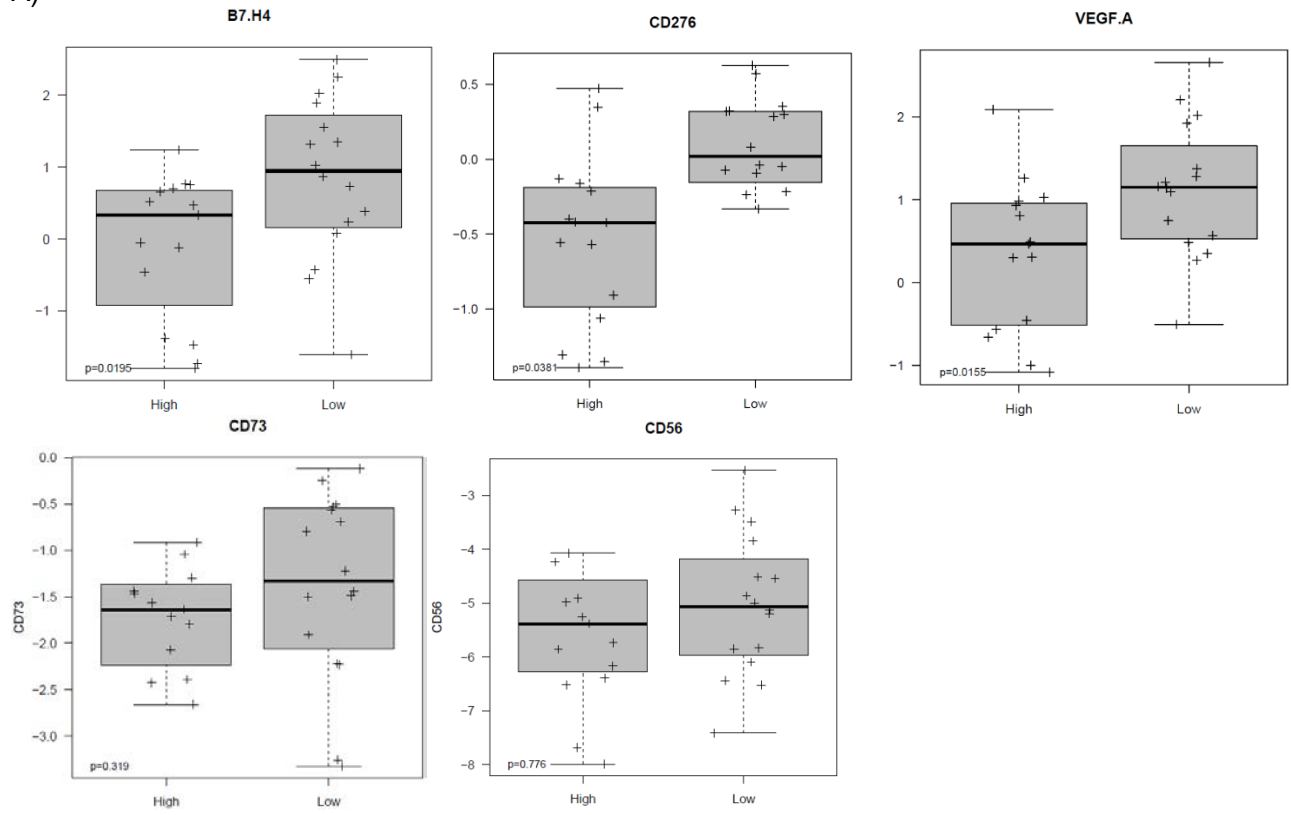 B7.H4
2
1
0
−1
p=0.0195
High Low
CD276
0.5
0.0
−0.5
−1.0
p=0.0381
High Low
VEGF.A
2
1
0
−1
p=0.0155
High Low
CD73
CD73
0.0
−0.5
−1.0
−1.5
−2.0
−2.5
−3.0
p=0.319
High Low
CD56
CD56
−3
−4
−5
−6
−7
−8
p=0.776
High Low